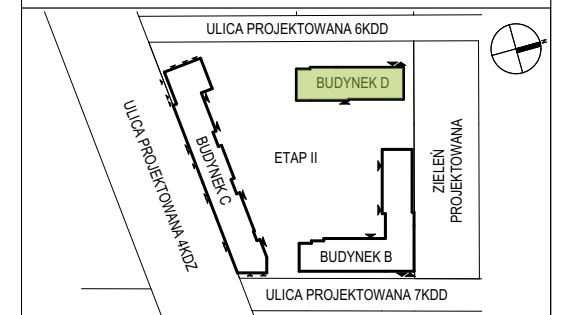 ULICA PROJEKTOWANA 6KDD
N
BUDYNEK D
ULICA PROJEKTOWANA 4KDZ
BUDYNEK C
ETAP II
ZIELEŃ
PROJEKTOWANA
BUDYNEK B
ULICA PROJEKTOWANA 7KDD